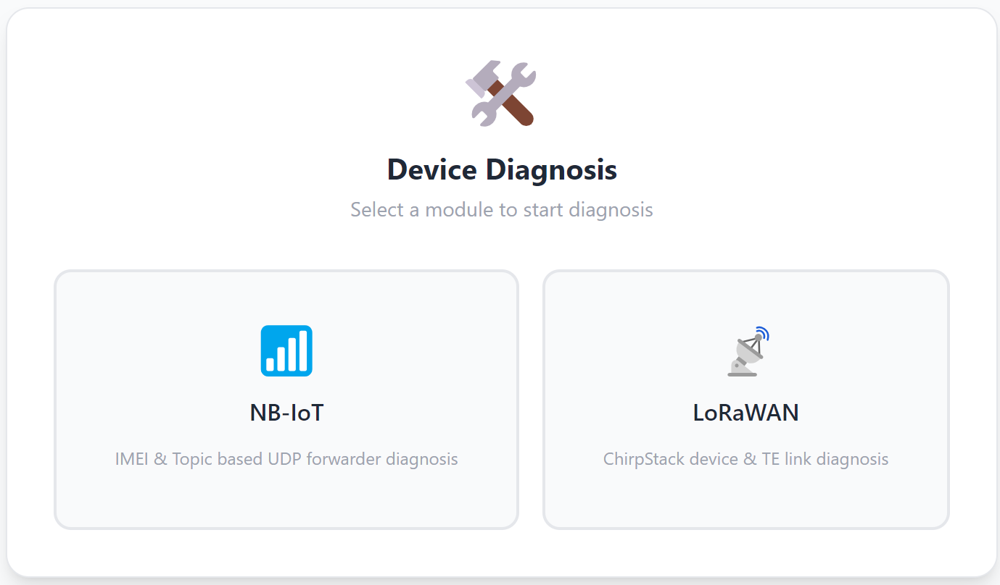 Device Diagnosis
Select a module to start diagnosis
NB-IoT
IMEI & Topic based UDP forwarder diagnosis
LoRaWAN
ChirpStack device & TE link diagnosis